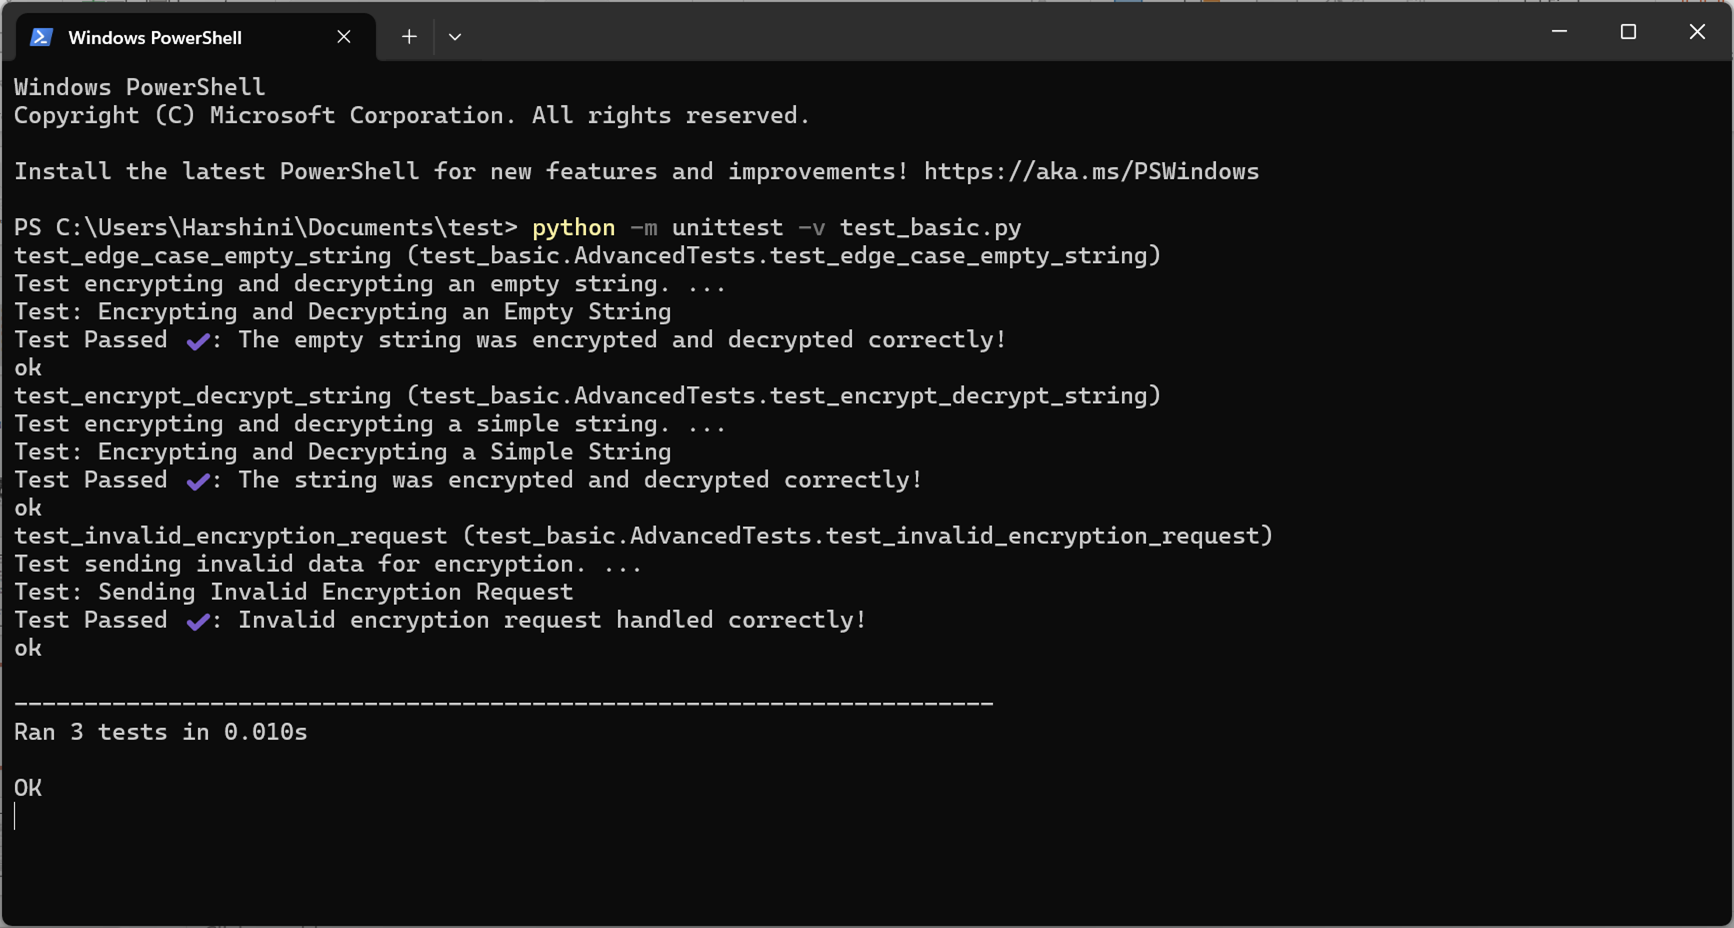 Windows PowerShell
Windows PowerShell
Copyright (C) Microsoft Corporation. All rights reserved.
Install the latest PowerShell for new features and improvements! https://aka.ms/PSWindows
PS C:\Users\Harshini\Documents\test> python -m unittest -v test_basic.py
test_edge_case_empty_string (test_basic.AdvancedTests.test_edge_case_empty_string)
Test encrypting and decrypting an empty string. ...
Test: Encrypting and Decrypting an Empty String
Test Passed ✔: The empty string was encrypted and decrypted correctly!
ok
test_encrypt_decrypt_string (test_basic.AdvancedTests.test_encrypt_decrypt_string)
Test encrypting and decrypting a simple string. ...
Test: Encrypting and Decrypting a Simple String
Test Passed ✔: The string was encrypted and decrypted correctly!
ok
test_invalid_encryption_request (test_basic.AdvancedTests.test_invalid_encryption_request)
Test sending invalid data for encryption. ...
Test: Sending Invalid Encryption Request
Test Passed ✔: Invalid encryption request handled correctly!
ok
----------------------------------------------------------------------
Ran 3 tests in 0.010s
OK